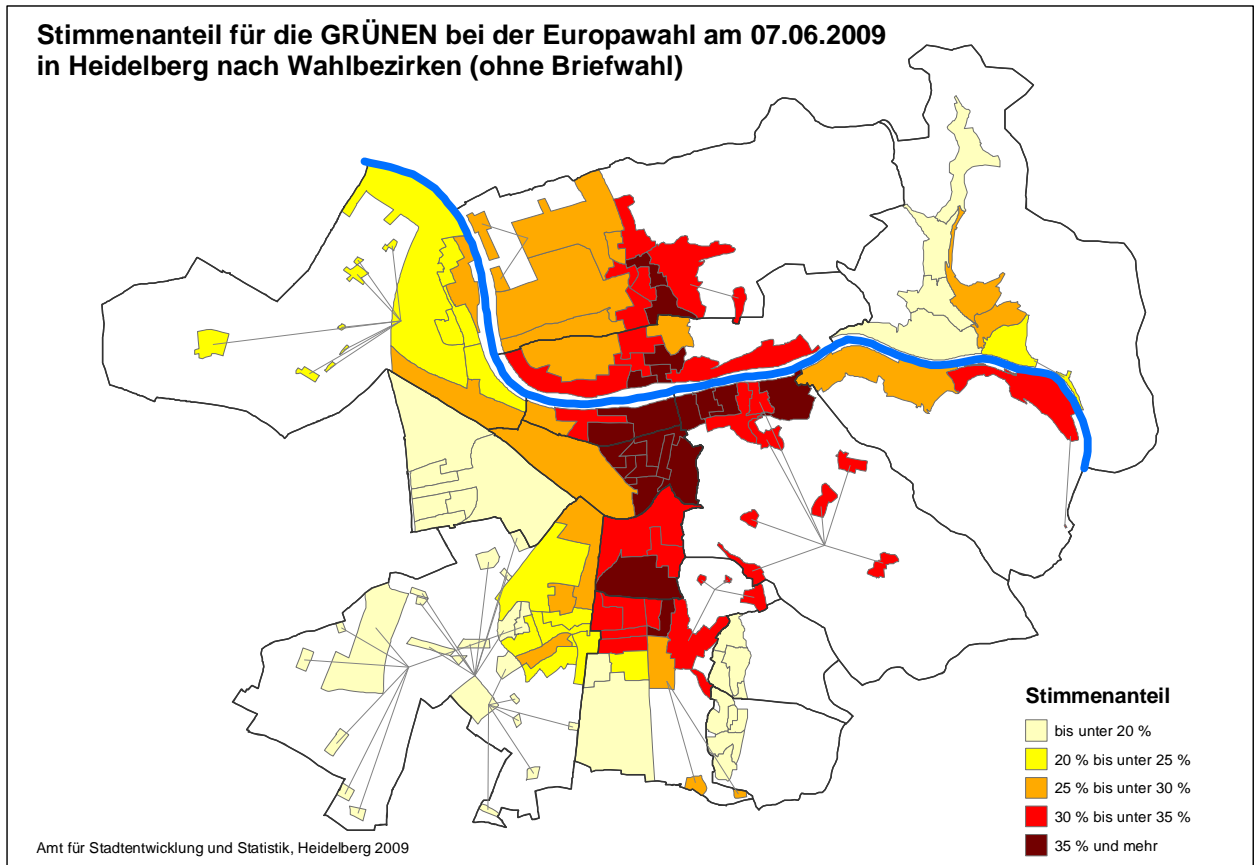 Stimmenanteil für die GRÜNEN bei der Europawahl am 07.06.2009
in Heidelberg nach Wahlbezirken (ohne Briefwahl)
Stimmenanteil
bis unter 20 %
20 % bis unter 25 %
25 % bis unter 30 %
30 % bis unter 35 %
35 % und mehr
Amt für Stadtentwicklung und Statistik, Heidelberg 2009